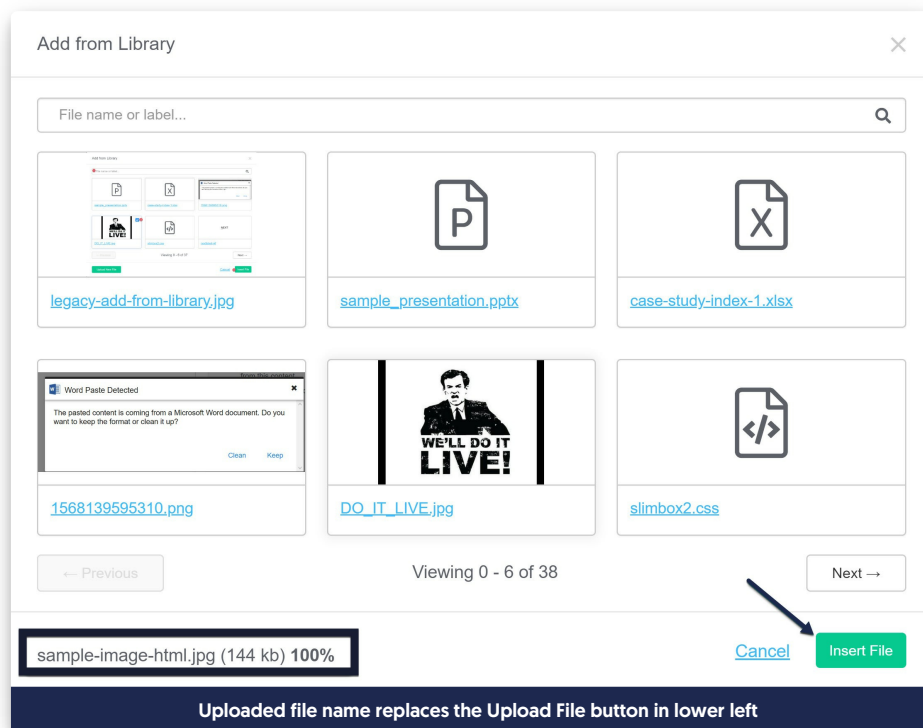 Add from Library
File name or label...
Add from Library
legacy-add-from-library.jpg
P
sample_presentation.pptx
X
case-study-index-1.xlsx
Word Paste Detected
The pasted content is coming from a Microsoft Word document. Do you
want to keep the format or clean it up?
Clean Keep
1568139595310.png
WE'LL DO IT
LIVE!
DO_IT_LIVE.jpg
</>
slimbox2.css
← Previous
Viewing 0 - 6 of 38
Next →
sample-image-html.jpg (144 kb) 100%
Cancel
Insert File
Uploaded file name replaces the Upload File button in lower left